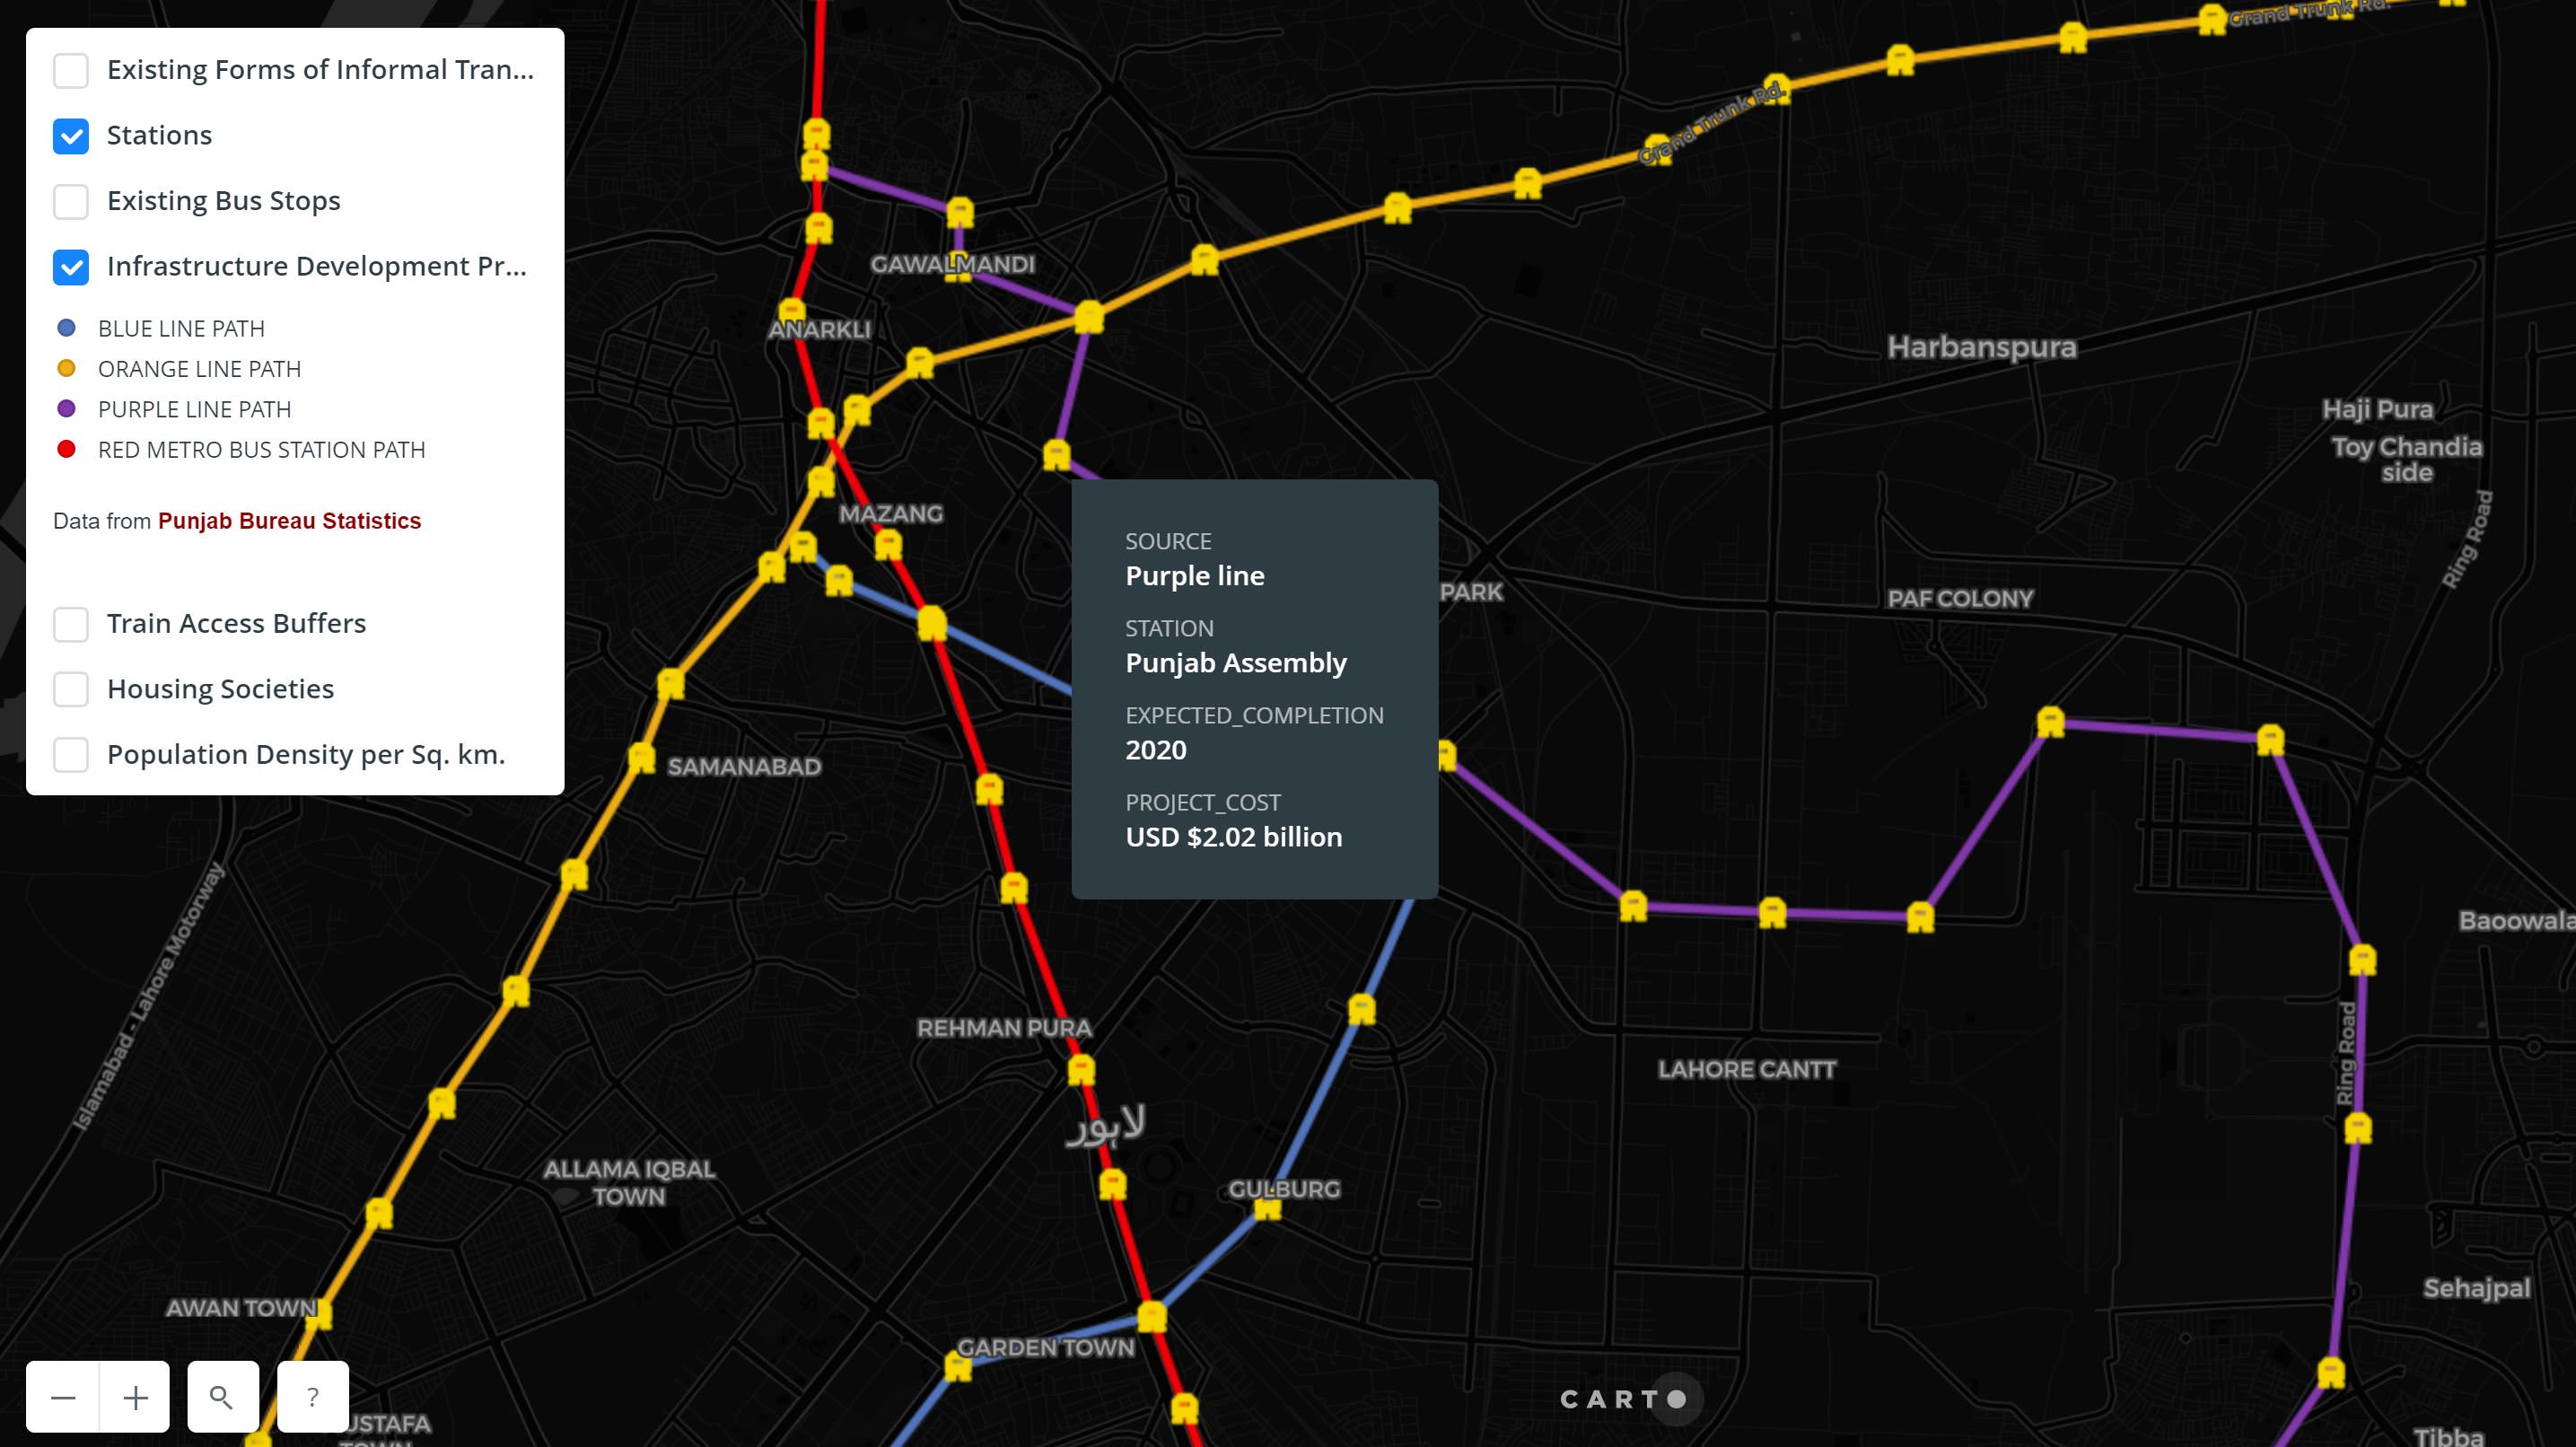 Existing Forms of Informal Tran...
Stations
Existing Bus Stops
Infrastructure Development Pr...
BLUE LINE PATH
ORANGE LINE PATH
PURPLE LINE PATH
RED METRO BUS STATION PATH
Data from Punjab Bureau Statistics
Train Access Buffers
Housing Societies
Population Density per Sq. km.
Grand Trunk Rd.
Grand Trunk Rd.
GAWALMANDI
ANARKLI
Harbanspura
Haji Pura
Toy Chandia
side
MAZANG
Ring Road
SOURCE
Purple line
STATION
Punjab Assembly
EXPECTED_COMPLETION
2020
PROJECT_COST
USD $2.02 billion
PARK
PAF COLONY
SAMANABAD
Islamabad - Lahore Motorway
Baoowala
REHMAN PURA
LAHORE CANTT
Ring Road
لاہور
ALLAMA IQBAL
TOWN
GULBURG
Sehajpal
AWAN TOWN
GARDEN TOWN
?
CARTO
USTAFA
TOWN
Tibba